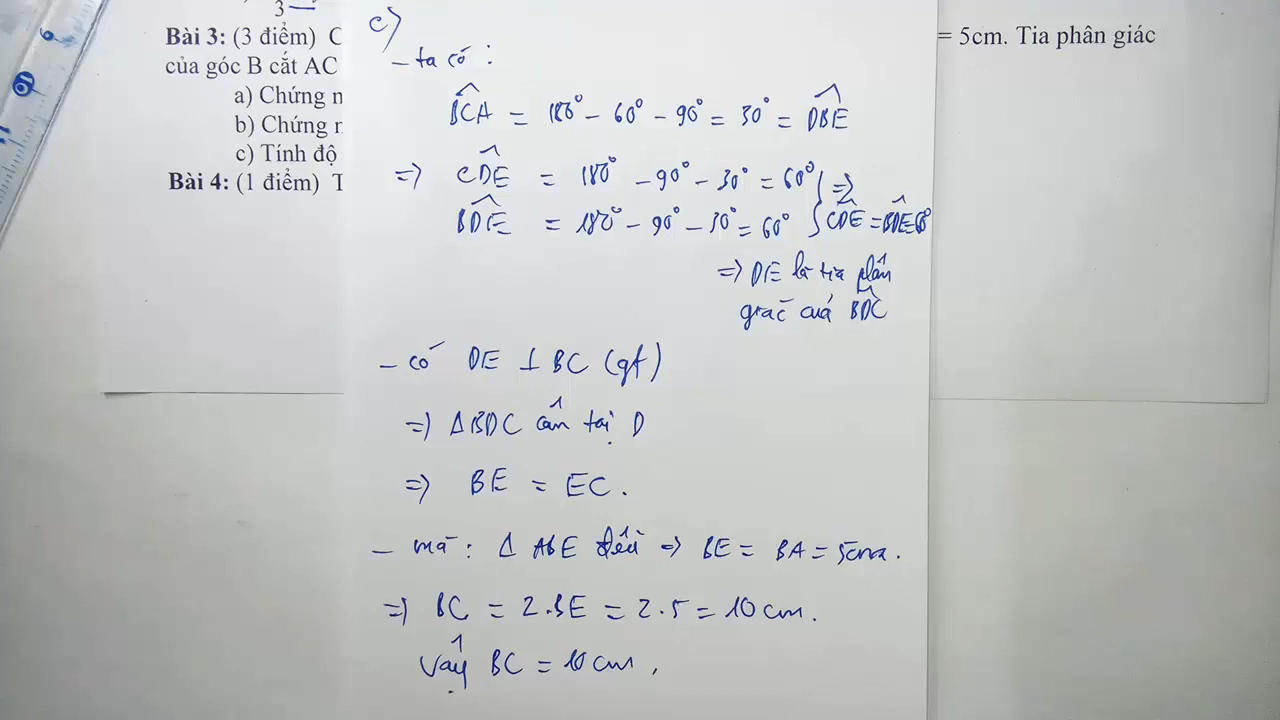 3
Bài 3: (3 điểm) C
= 5cm. Tia phân giác
của góc B cắt AC
a) Chứng n
b) Chứng r
c) Tính độ
Bài 4: (1 điểm) T
c)
- ta có :
BCA = 180° - 60° - 90° = 30° = DBE
=> CDE = 180° - 90° - 30° = 60°
BDE = 180° - 90° - 30° = 60°
=> CDE = BDE = 60°
=> DE là tia phân
giác của BDC
- có DE ⊥ BC (gt)
=> ΔBDC cân tại D
=> BE = EC.
- mà : Δ ABE đều => BE = BA = 5cm.
=> BC = 2.BE = 2.5 = 10cm.
Vậy BC = 10cm,
9
10